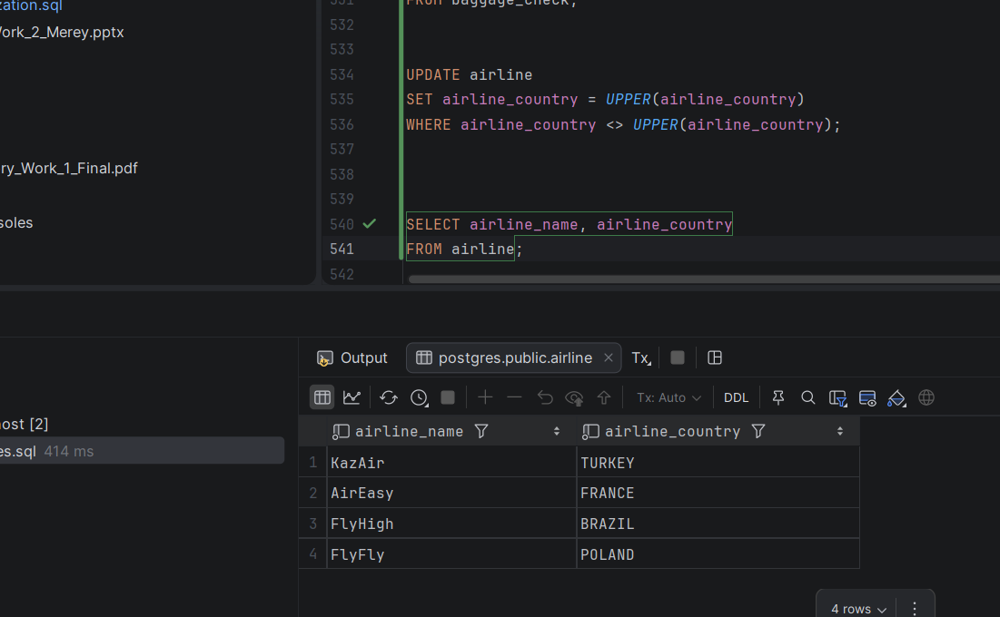 zation.sql
ork_2_Merey.pptx
ry_Work_1_Final.pdf
soles
531 FROM baggage_check;
532
533
534 UPDATE airline
535 SET airline_country = UPPER(airline_country)
536 WHERE airline_country <> UPPER(airline_country);
537
538
539
540 SELECT airline_name, airline_country
541 FROM airline;
542
Output postgres.public.airline Tx
Tx: Auto DDL
ost [2]
es.sql 414 ms
airline_name airline_country
1 KazAir TURKEY
2 AirEasy FRANCE
3 FlyHigh BRAZIL
4 FlyFly POLAND
4 rows